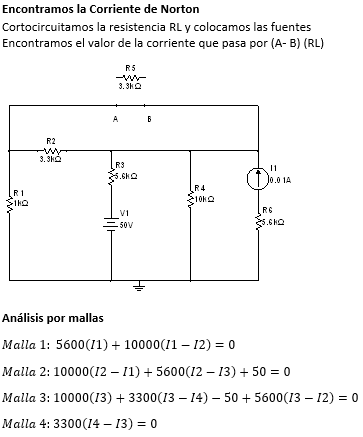 Encontramos la Corriente de Norton
Cortocircuitamos la resistencia RL y colocamos las fuentes
Encontramos el valor de la corriente que pasa por (A- B) (RL)
R5
3.3kΩ
A B
R2
3.3kΩ
R3
5.6kΩ
I1
0.01A
R1
1kΩ
R4
10kΩ
V1
50V
R6
5.6kΩ
Análisis por mallas
Malla 1: 5600(I1) + 10000(I1 − I2) = 0
Malla 2: 10000(I2 − I1) + 5600(I2 − I3) + 50 = 0
Malla 3: 10000(I3) + 3300(I3 − I4) − 50 + 5600(I3 − I2) = 0
Malla 4: 3300(I4 − I3) = 0